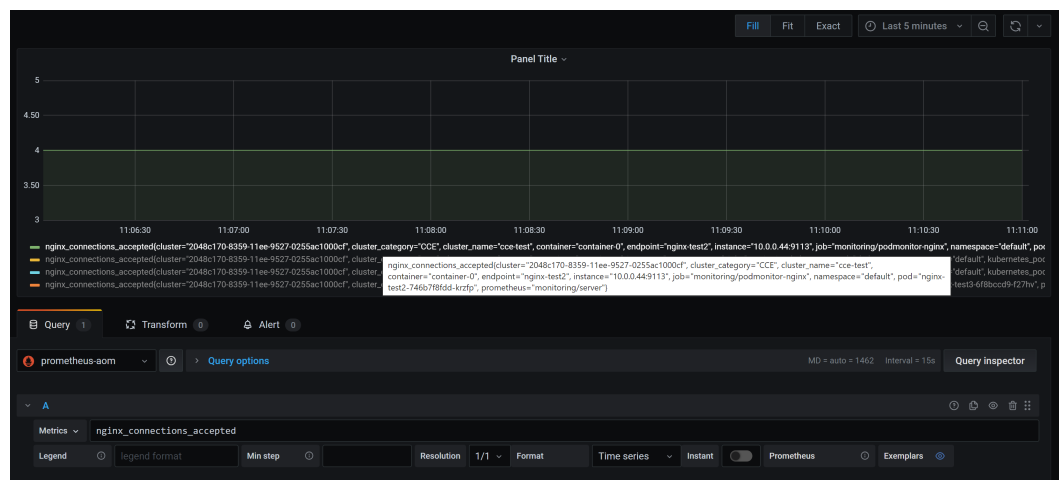 Fill Fit Exact Last 5 minutes
Panel Title
5
4.50
4
3.50
3
11:06:30 11:07:00 11:07:30 11:08:00 11:08:30 11:09:00 11:09:30 11:10:00 11:10:30 11:11:00
nginx_connections_accepted{cluster="2048c170-8359-11ee-9527-0255ac1000cf", cluster_category="CCE", cluster_name="cce-test", container="container-0", endpoint="nginx-test2", instance="10.0.0.44:9113", job="monitoring/podmonitor-nginx", namespace="default", poc
nginx_connections_accepted{cluster="2048c170-8359-11ee-9527-0255ac1000cf", cluster_ "default", kubernetes_poc
nginx_connections_accepted{cluster="2048c170-8359-11ee-9527-0255ac1000cf", cluster_ "default", kubernetes_poc
nginx_connections_accepted{cluster="2048c170-8359-11ee-9527-0255ac1000cf", cluster_ -test3-6f8bccd9-f27hv", p
nginx_connections_accepted{cluster="2048c170-8359-11ee-9527-0255ac1000cf", cluster_category="CCE", cluster_name="cce-test",
container="container-0", endpoint="nginx-test2", instance="10.0.0.44:9113", job="monitoring/podmonitor-nginx", namespace="default", pod="nginx-
test2-746b7f8fdd-krzfp", prometheus="monitoring/server"}
Query 1 Transform 0 Alert 0
prometheus-aom Query options MD = auto = 1462 Interval = 15s Query inspector
A
Metrics nginx_connections_accepted
Legend legend format Min step Resolution 1/1 Format Time series Instant Prometheus Exemplars